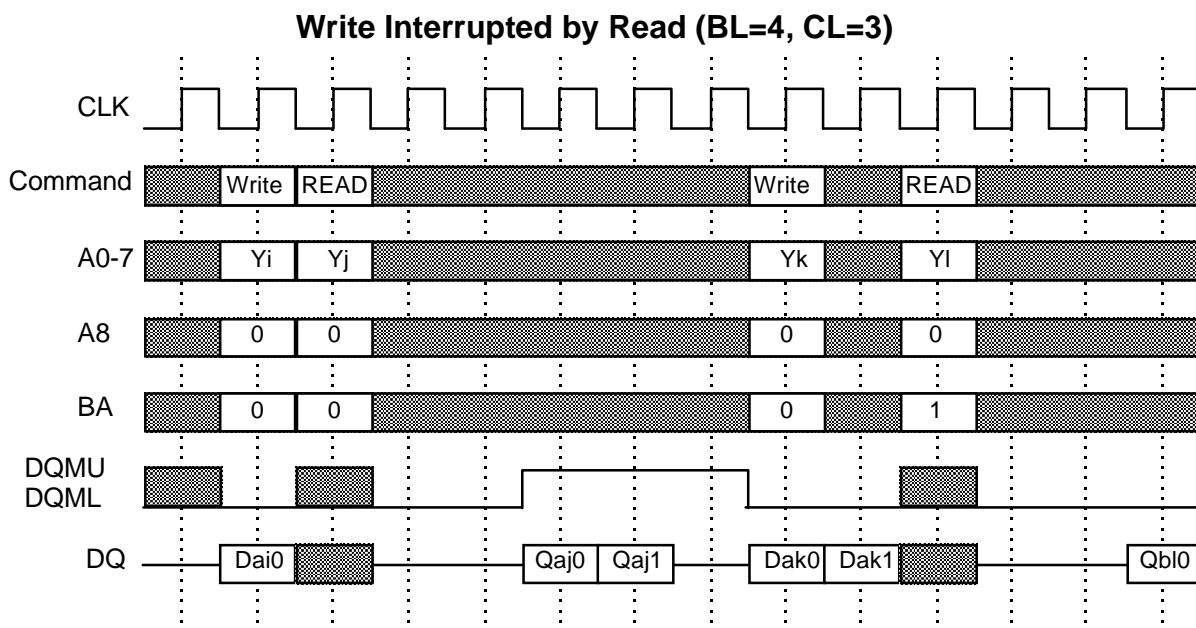 Write Interrupted by Read (BL=4, CL=3)
CLK
Command Write READ Write READ
A0-7 Yi Yj Yk Yl
A8 0 0 0 0
BA 0 0 0 1
DQMU
DQML
DQ Dai0 Qaj0 Qaj1 Dak0 Dak1 Qbl0